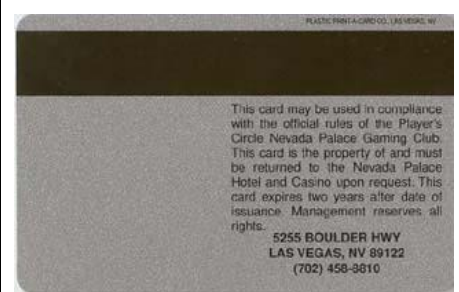 PLASTIC PRINT-A-CARD CO., LAS VEGAS, NV
This card may be used in compliance
with the official rules of the Player's
Circle Nevada Palace Gaming Club.
This card is the property of and must
be returned to the Nevada Palace
Hotel and Casino upon request. This
card expires two years after date of
issuance. Management reserves all
rights.
5255 BOULDER HWY
LAS VEGAS, NV 89122
(702) 458-8810